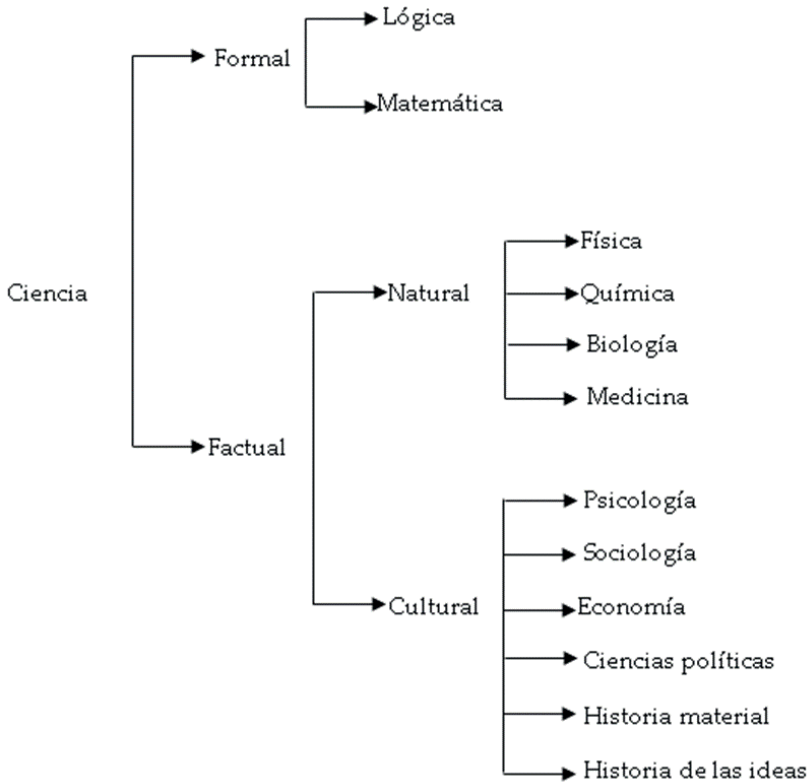 Ciencia
Formal
Lógica
Matemática
Factual
Natural
Física
Química
Biología
Medicina
Cultural
Psicología
Sociología
Economía
Ciencias políticas
Historia material
Historia de las ideas